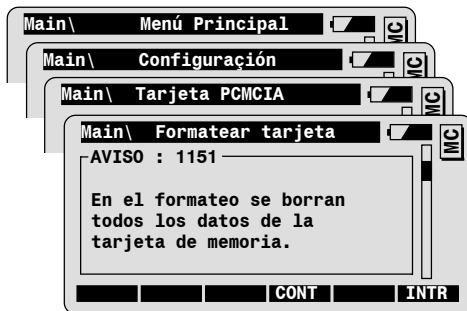 Main\ Menú Principal
MC
Main\ Configuraçión
MC
Main\ Tarjeta PCMCIA
MC
Main\ Formatear tarjeta
MC
AVISO : 1151
En el formateo se borran
todos los datos de la
tarjeta de memoria.
CONT INTR